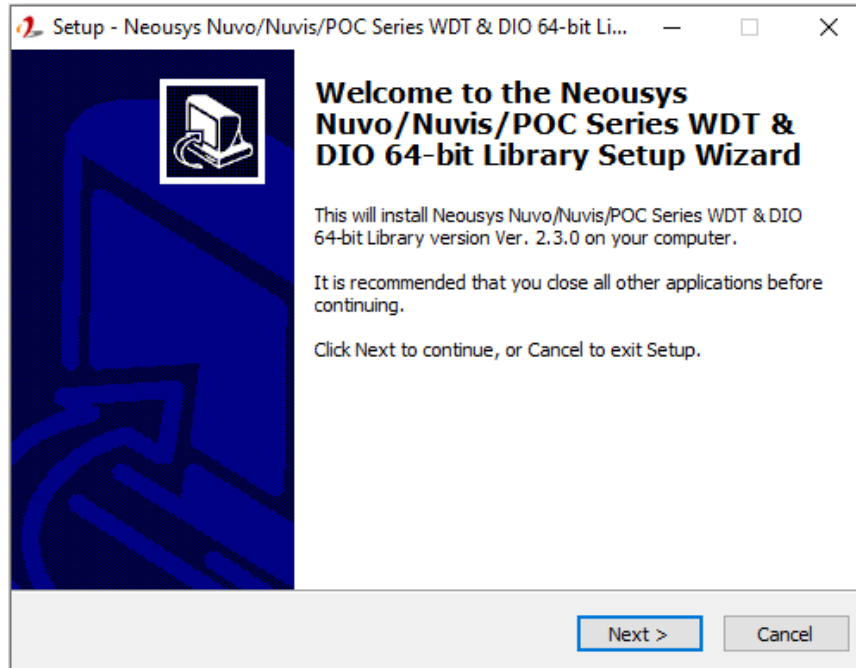 Setup - Neousys Nuvo/Nuvis/POC Series WDT & DIO 64-bit Li...
Welcome to the Neousys
Nuvo/Nuvis/POC Series WDT &
DIO 64-bit Library Setup Wizard
This will install Neousys Nuvo/Nuvis/POC Series WDT & DIO
64-bit Library version Ver. 2.3.0 on your computer.
It is recommended that you close all other applications before
continuing.
Click Next to continue, or Cancel to exit Setup.
Next > Cancel